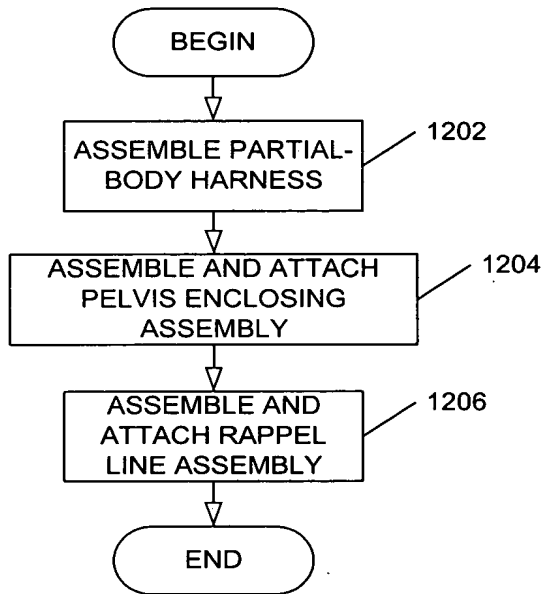 BEGIN
1202
ASSEMBLE PARTIAL-
BODY HARNESS
1204
ASSEMBLE AND ATTACH
PELVIS ENCLOSING
ASSEMBLY
1206
ASSEMBLE AND
ATTACH RAPPEL
LINE ASSEMBLY
END